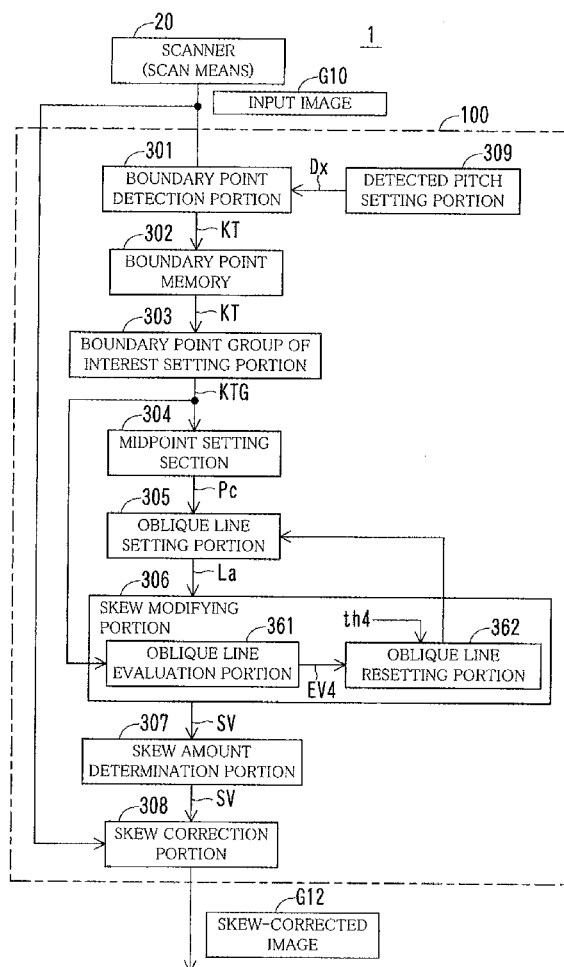 1
20
SCANNER
(SCAN MEANS)
G10
INPUT IMAGE
100
301
BOUNDARY POINT
DETECTION PORTION
Dx
309
DETECTED PITCH
SETTING PORTION
KT
302
BOUNDARY POINT
MEMORY
KT
303
BOUNDARY POINT GROUP OF
INTEREST SETTING PORTION
KTG
304
MIDPOINT SETTING
SECTION
Pc
305
OBLIQUE LINE
SETTING PORTION
La
306
SKEW MODIFYING
PORTION
361
OBLIQUE LINE
EVALUATION PORTION
EV4
th4
362
OBLIQUE LINE
RESETTING PORTION
SV
307
SKEW AMOUNT
DETERMINATION PORTION
SV
308
SKEW CORRECTION
PORTION
G12
SKEW-CORRECTED
IMAGE